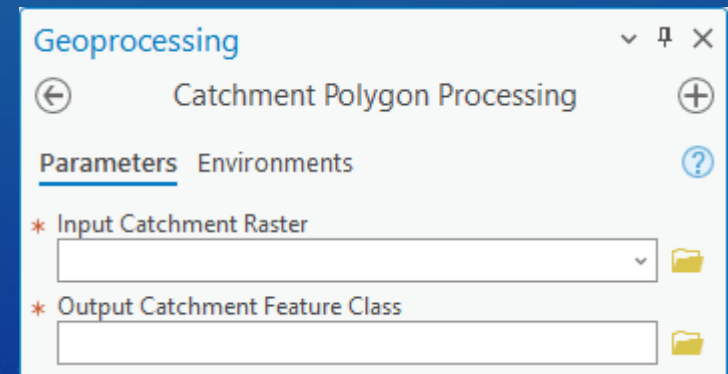 Geoprocessing
Catchment Polygon Processing
Parameters Environments
* Input Catchment Raster
* Output Catchment Feature Class